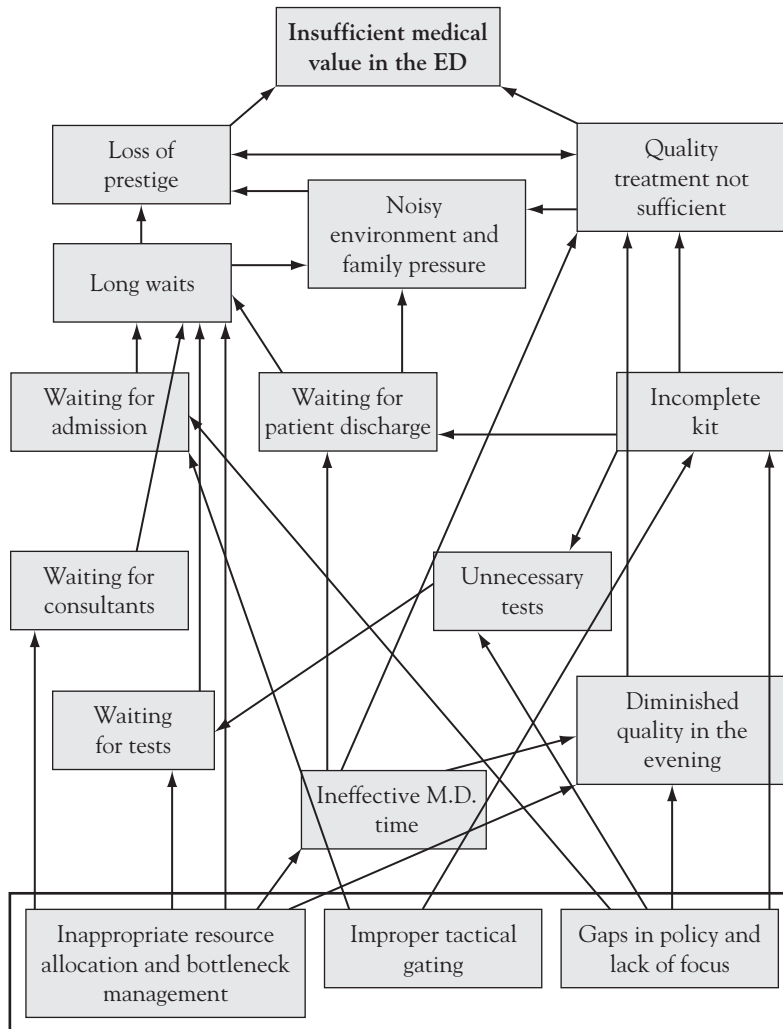 Insufficient medical
value in the ED
Loss of
prestige
Quality
treatment not
sufficient
Noisy
environment and
family pressure
Long waits
Waiting for
admission
Waiting for
patient discharge
Incomplete
kit
Waiting for
consultants
Unnecessary
tests
Waiting
for tests
Diminished
quality in the
evening
Ineffective M.D.
time
Inappropriate resource
allocation and bottleneck
management
Improper tactical
gating
Gaps in policy and
lack of focus